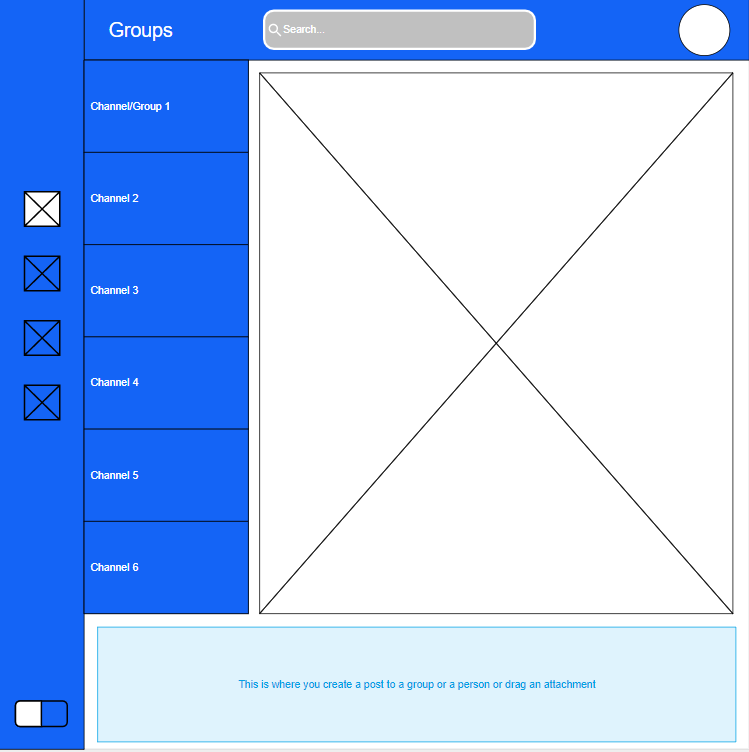 Groups
Search...
Channel/Group 1
Channel 2
Channel 3
Channel 4
Channel 5
Channel 6
This is where you create a post to a group or a person or drag an attachment